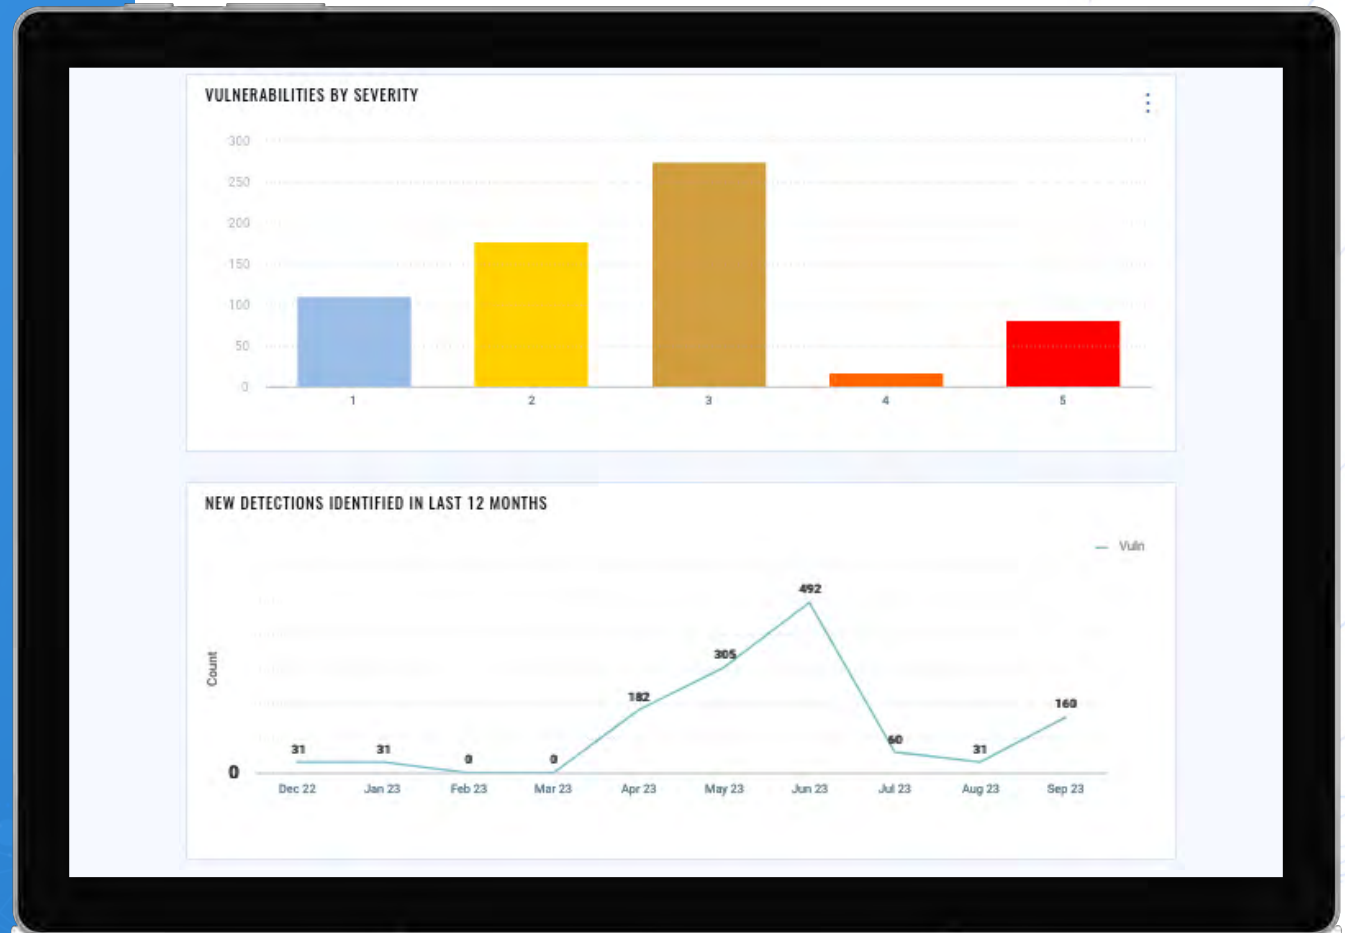 VULNERABILITIES BY SEVERITY
300
250
200
150
100
50
0
1 2 3 4 5
NEW DETECTIONS IDENTIFIED IN LAST 12 MONTHS
Vuln
Count
492
305
182
160
60
31 31 0 0 31
0
Dec 22 Jan 23 Feb 23 Mar 23 Apr 23 May 23 Jun 23 Jul 23 Aug 23 Sep 23